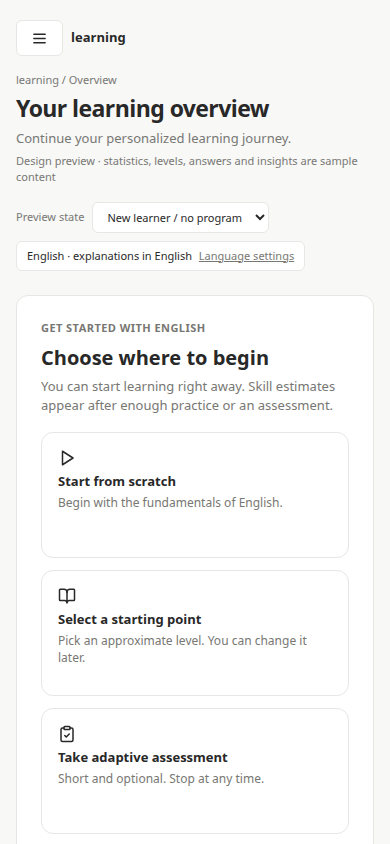 learning
learning / Overview
Your learning overview
Continue your personalized learning journey.
Design preview · statistics, levels, answers and insights are sample
content
Preview state New learner / no program
English · explanations in English Language settings
GET STARTED WITH ENGLISH
Choose where to begin
You can start learning right away. Skill estimates
appear after enough practice or an assessment.
Start from scratch
Begin with the fundamentals of English.
Select a starting point
Pick an approximate level. You can change it
later.
Take adaptive assessment
Short and optional. Stop at any time.